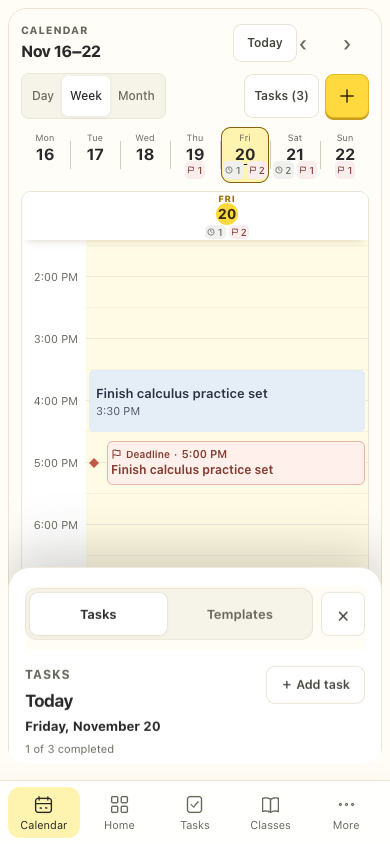 CALENDAR
Nov 16–22
Today
Day Week Month
Tasks (3)
Mon Tue Wed Thu Fri Sat Sun
16 17 18 19 20 21 22
1 1 2 2 1 1
FRI
20
1 2
2:00 PM
3:00 PM
4:00 PM
Finish calculus practice set
3:30 PM
5:00 PM
Deadline · 5:00 PM
Finish calculus practice set
6:00 PM
Tasks Templates
TASKS
+ Add task
Today
Friday, November 20
1 of 3 completed
Calendar Home Tasks Classes More